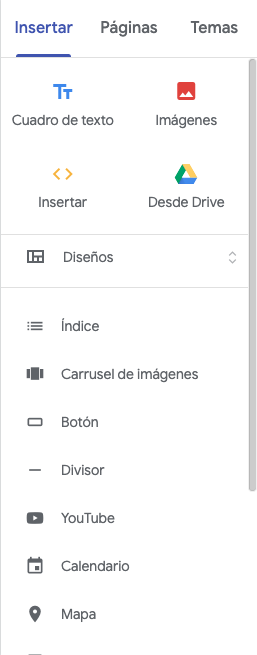 Insertar Páginas Temas
Cuadro de texto Imágenes
Insertar Desde Drive
Diseños
Índice
Carrusel de imágenes
Botón
Divisor
YouTube
Calendario
Mapa